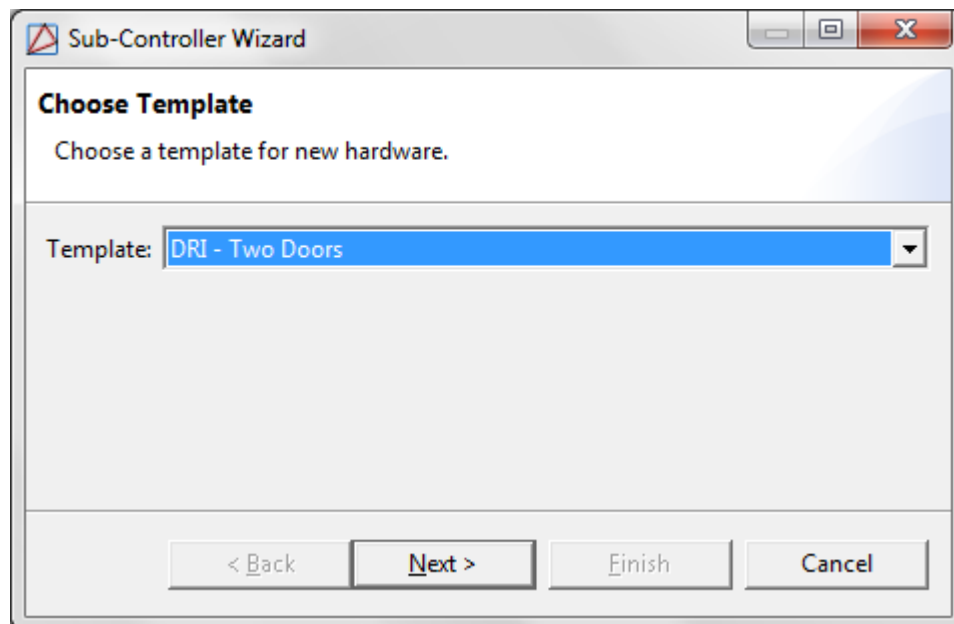 Sub-Controller Wizard
Choose Template
Choose a template for new hardware.
Template: DRI - Two Doors
< Back Next > Finish Cancel